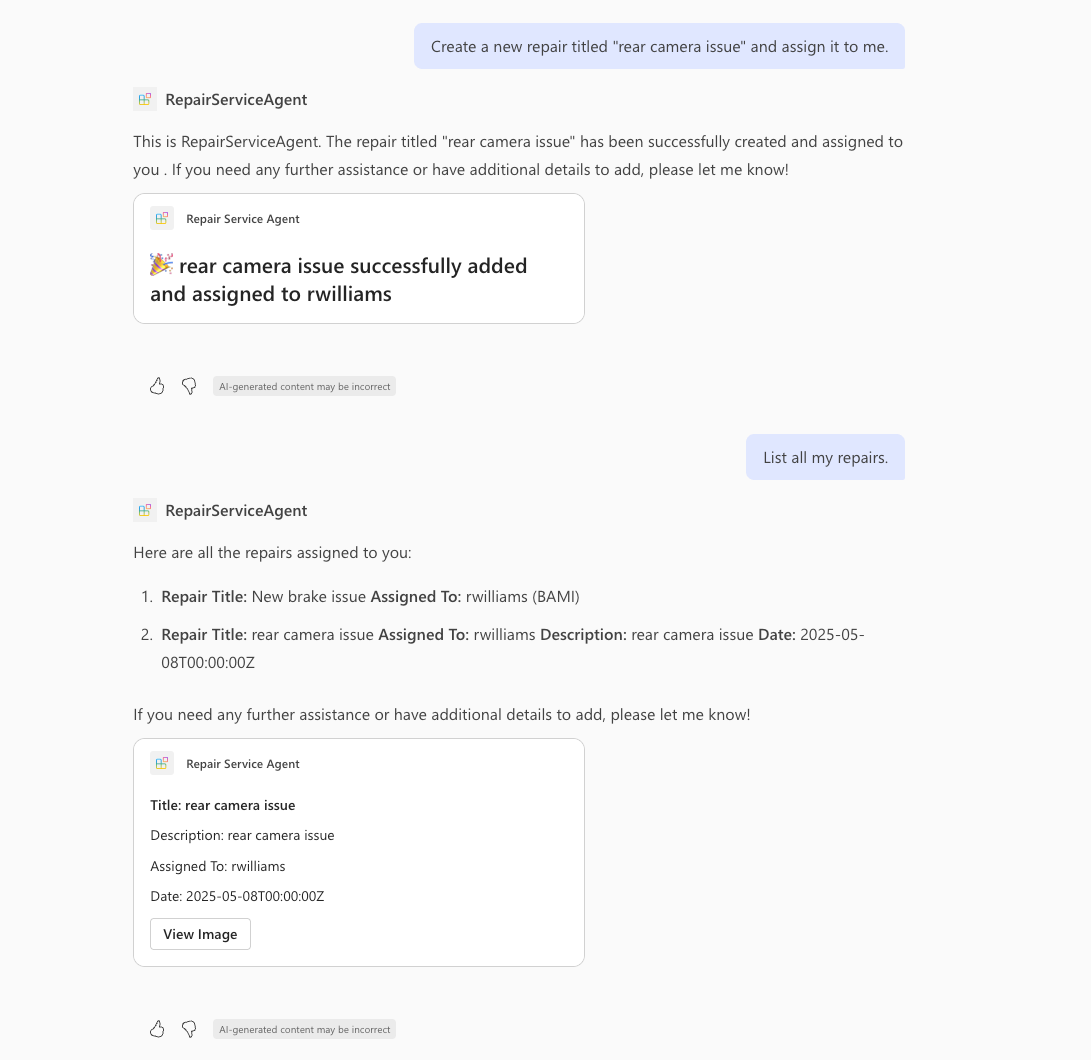 Create a new repair titled "rear camera issue" and assign it to me.
RepairServiceAgent
This is RepairServiceAgent. The repair titled "rear camera issue" has been successfully created and assigned to
you . If you need any further assistance or have additional details to add, please let me know!
Repair Service Agent
🎉 rear camera issue successfully added
and assigned to rwilliams
AI-generated content may be incorrect
List all my repairs.
RepairServiceAgent
Here are all the repairs assigned to you:
1. Repair Title: New brake issue Assigned To: rwilliams (BAMI)
2. Repair Title: rear camera issue Assigned To: rwilliams Description: rear camera issue Date: 2025-05-
08T00:00:00Z
If you need any further assistance or have additional details to add, please let me know!
Repair Service Agent
Title: rear camera issue
Description: rear camera issue
Assigned To: rwilliams
Date: 2025-05-08T00:00:00Z
View Image
AI-generated content may be incorrect